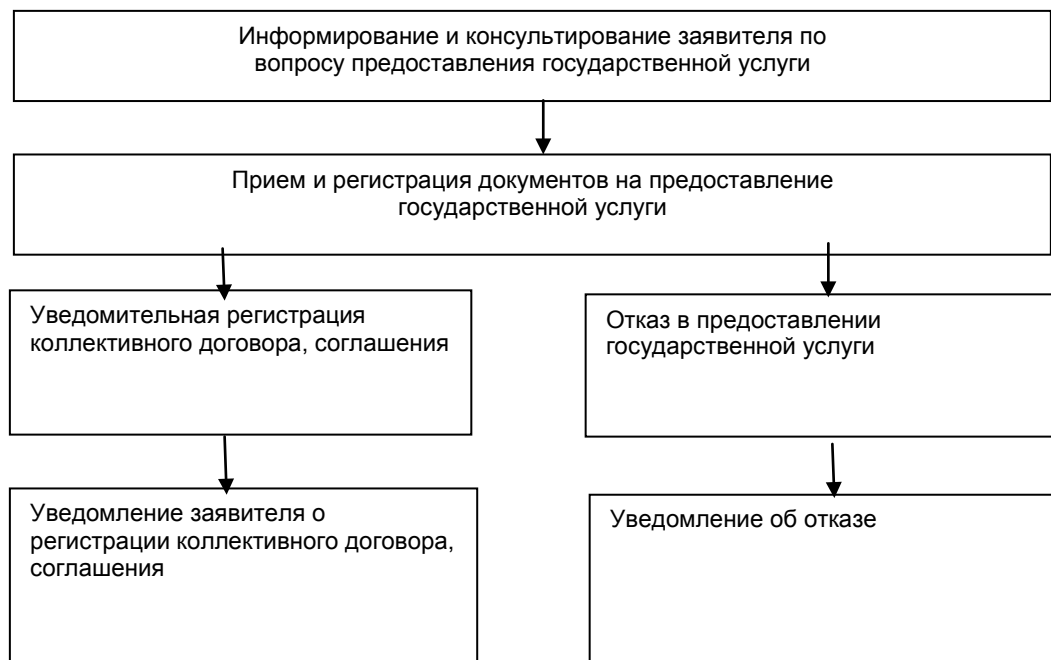 Информирование и консультирование заявителя по
вопросу предоставления государственной услуги
Прием и регистрация документов на предоставление
государственной услуги
Уведомительная регистрация
коллективного договора, соглашения
Отказ в предоставлении
государственной услуги
Уведомление заявителя о
регистрации коллективного договора,
соглашения
Уведомление об отказе